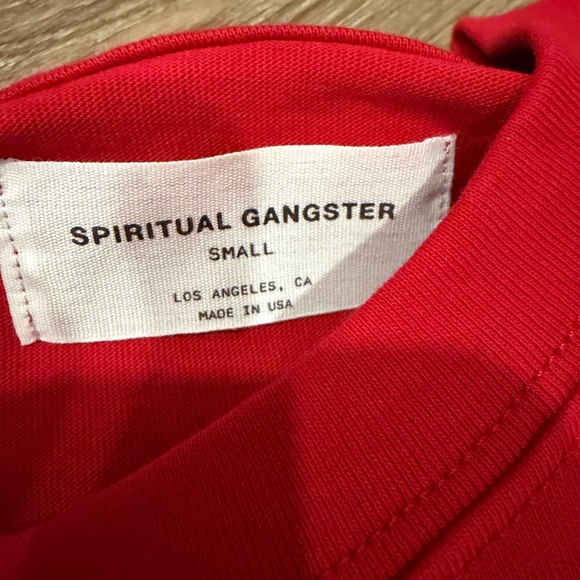 SPIRITUAL GANGSTER
SMALL
LOS ANGELES, CA
MADE IN USA